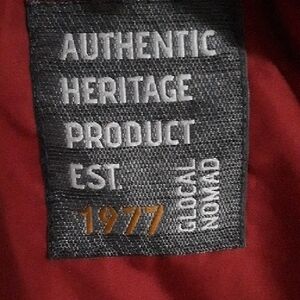 AUTHENTIC
HERITAGE
PRODUCT
EST.
1977
GLOCAL
NOMAD